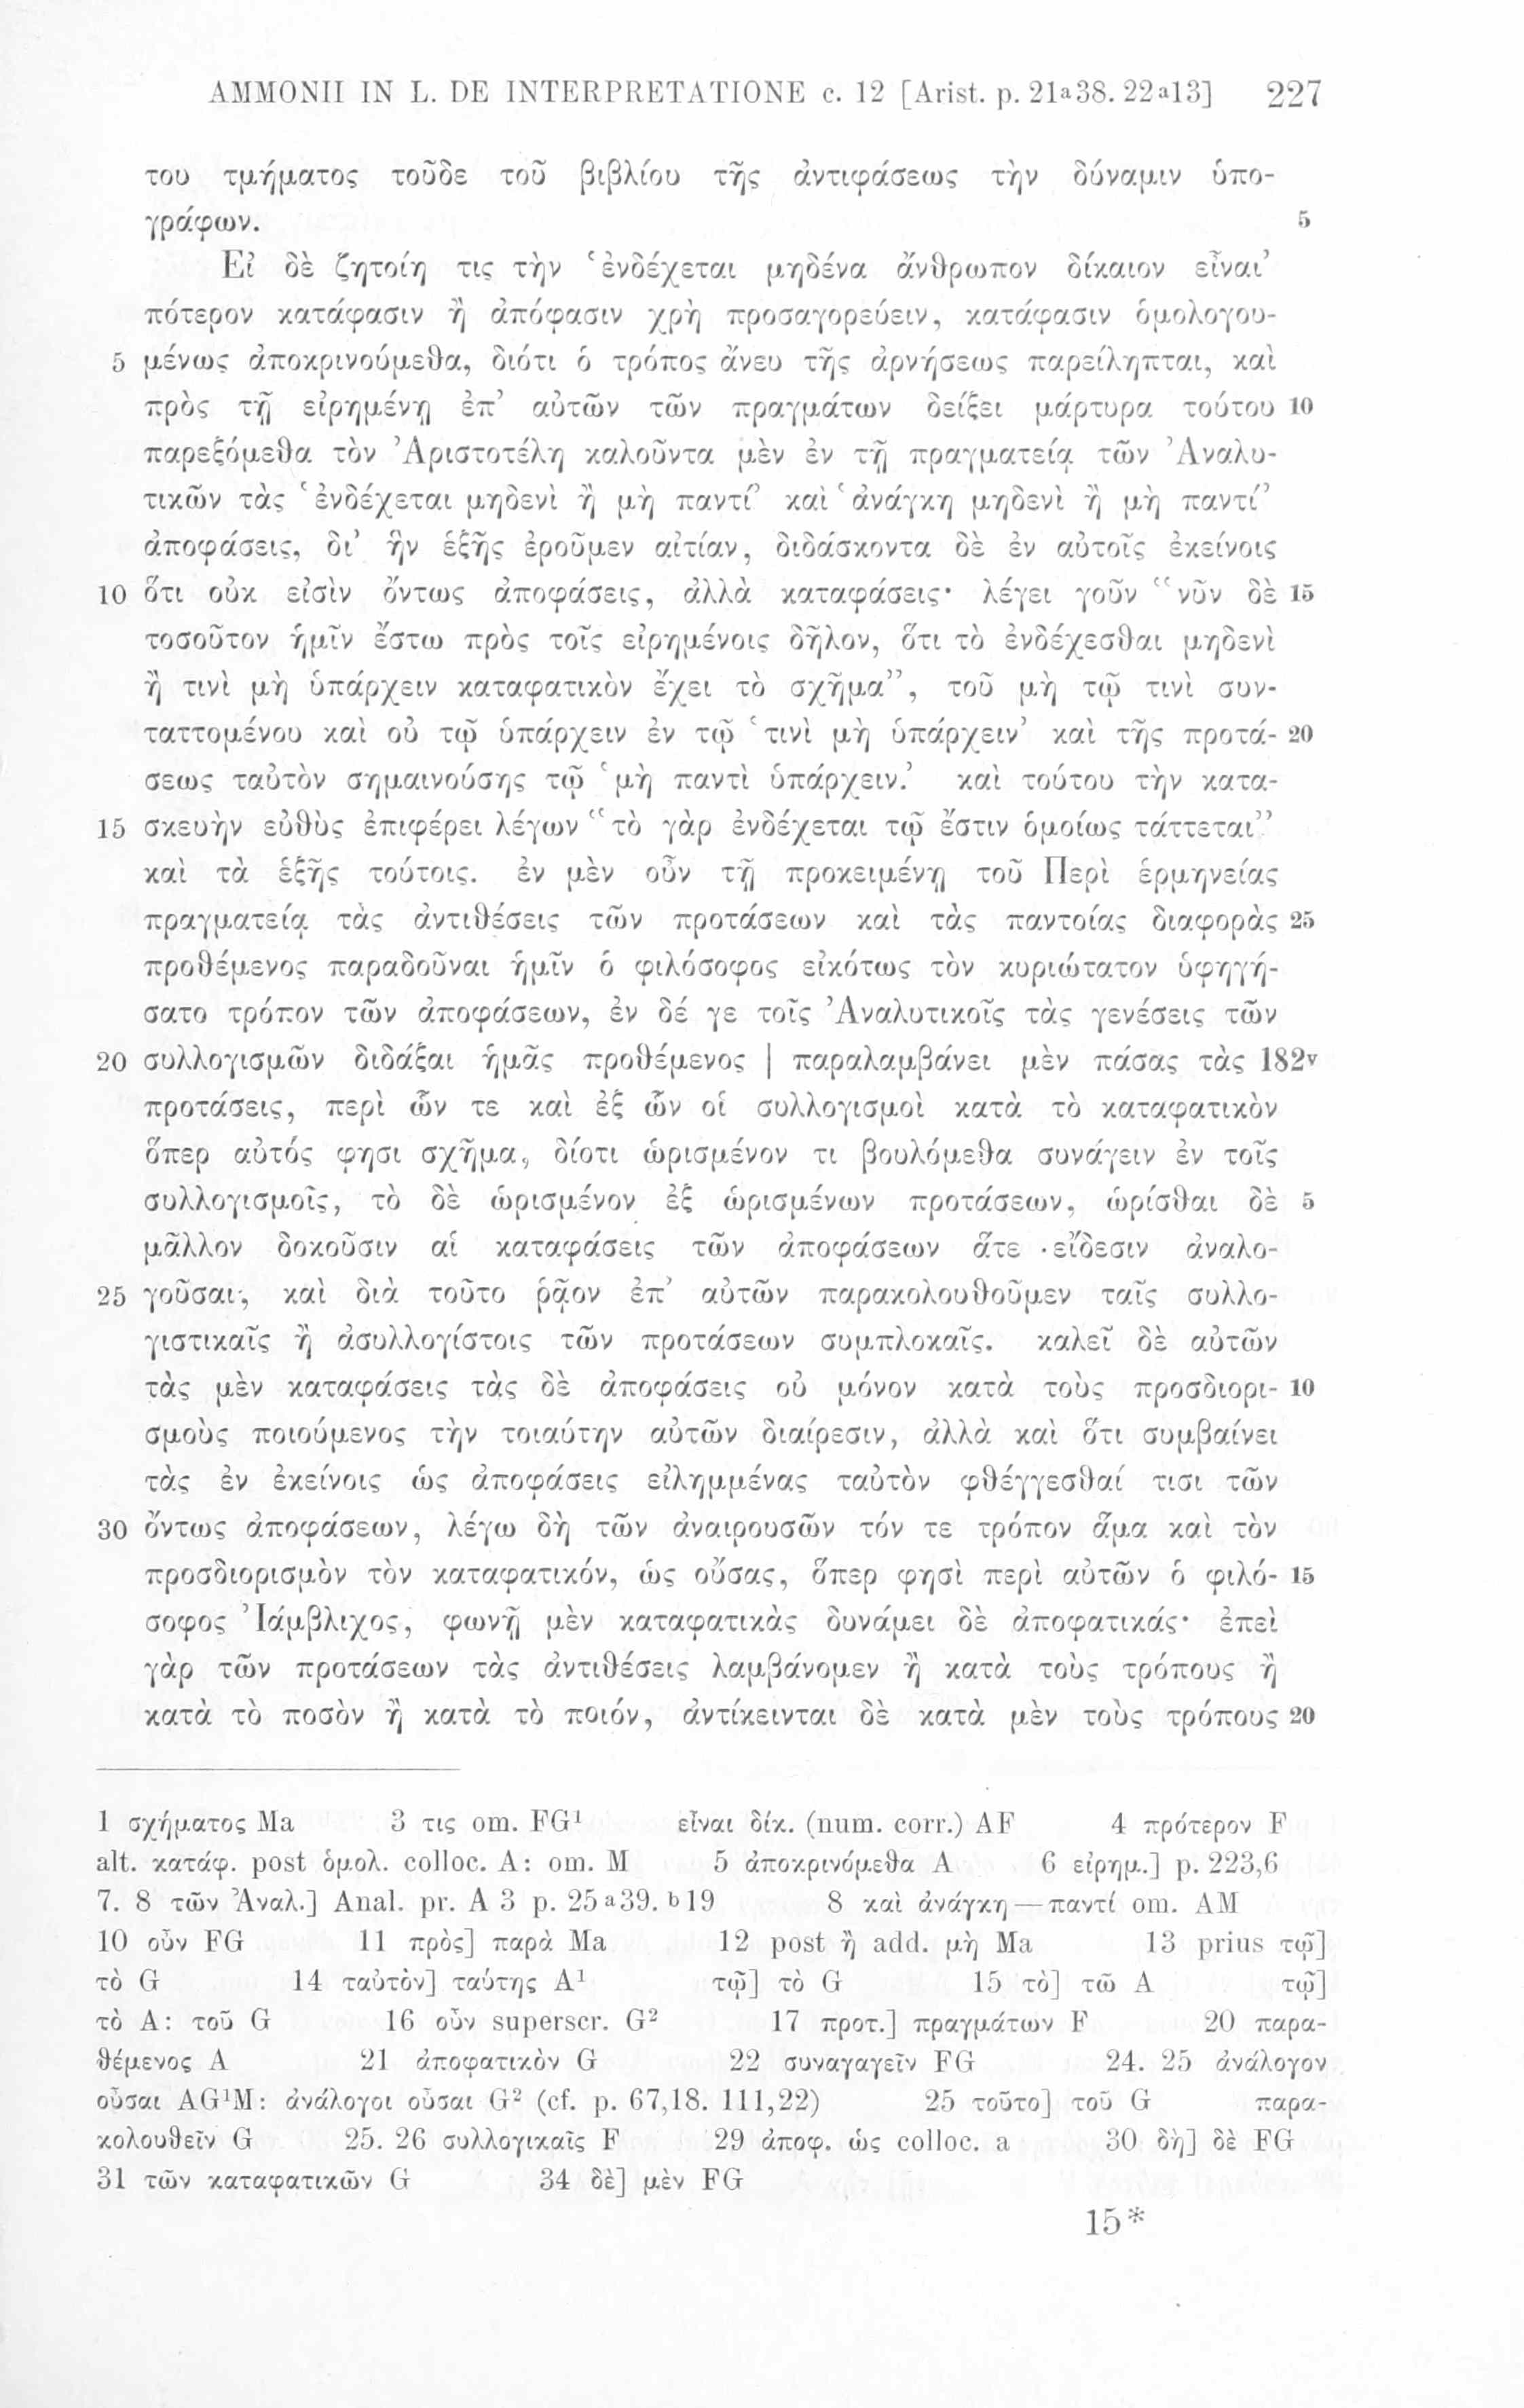 AMMONII IN L. DE INTERPRETATIONE c. 12 [Arist. p. 21ᵃ38. 22ᵃ13] 227
του τμήματος τοῦδε τοῦ βιβλίου τῆς ἀντιφάσεως τὴν δύναμιν ὑπο-
γράφων. 5
Εἰ δὲ ζητοίη τις τὴν ‘ἐνδέχεται μηδένα ἄνθρωπον δίκαιον εἶναι’
πότερον κατάφασιν ἢ ἀπόφασιν χρὴ προσαγορεύειν, κατάφασιν ὁμολογου-
5 μένως ἀποκρινούμεθα, διότι ὁ τρόπος ἄνευ τῆς ἀρνήσεως παρείληπται, καὶ
πρὸς τῇ εἰρημένῃ ἐπ’ αὐτῶν τῶν πραγμάτων δείξει μάρτυρα τούτου 10
παρεξόμεθα τὸν Ἀριστοτέλη καλοῦντα μὲν ἐν τῇ πραγματείᾳ τῶν Ἀναλυ-
τικῶν τὰς ‘ἐνδέχεται μηδενὶ ἢ μὴ παντί’ καὶ ‘ἀνάγκη μηδενὶ ἢ μὴ παντί’
ἀποφάσεις, δι’ ἣν ἑξῆς ἐροῦμεν αἰτίαν, διδάσκοντα δὲ ἐν αὐτοῖς ἐκείνοις
10 ὅτι οὐκ εἰσὶν ὄντως ἀποφάσεις, ἀλλὰ καταφάσεις· λέγει γοῦν “νῦν δὲ 15
τοσοῦτον ἡμῖν ἔστω πρὸς τοῖς εἰρημένοις δῆλον, ὅτι τὸ ἐνδέχεσθαι μηδενὶ
ἢ τινὶ μὴ ὑπάρχειν καταφατικὸν ἔχει τὸ σχῆμα”, τοῦ μὴ τῷ τινὶ συν-
ταττομένου καὶ οὐ τῷ ὑπάρχειν ἐν τῷ ‘τινὶ μὴ ὑπάρχειν’ καὶ τῆς προτά- 20
σεως ταὐτὸν σημαινούσης τῷ ‘μὴ παντὶ ὑπάρχειν.’ καὶ τούτου τὴν κατα-
15 σκευὴν εὐθὺς ἐπιφέρει λέγων “τὸ γὰρ ἐνδέχεται τῷ ἔστιν ὁμοίως τάττεται”
καὶ τὰ ἑξῆς τούτοις. ἐν μὲν οὖν τῇ προκειμένῃ τοῦ Περὶ ἑρμηνείας
πραγματείᾳ τὰς ἀντιθέσεις τῶν προτάσεων καὶ τὰς παντοίας διαφορὰς 25
προθέμενος παραδοῦναι ἡμῖν ὁ φιλόσοφος εἰκότως τὸν κυριώτατον ὑφηγή-
σατο τρόπον τῶν ἀποφάσεων, ἐν δέ γε τοῖς Ἀναλυτικοῖς τὰς γενέσεις τῶν
20 συλλογισμῶν διδάξαι ἡμᾶς προθέμενος | παραλαμβάνει μὲν πάσας τὰς 182ᵛ
προτάσεις, περὶ ὧν τε καὶ ἐξ ὧν οἱ συλλογισμοὶ κατὰ τὸ καταφατικὸν
ὅπερ αὐτός φησι σχῆμα, δίοτι ὡρισμένον τι βουλόμεθα συνάγειν ἐν τοῖς
συλλογισμοῖς, τὸ δὲ ὡρισμένον ἐξ ὡρισμένων προτάσεων, ὡρίσθαι δὲ 5
μᾶλλον δοκοῦσιν αἱ καταφάσεις τῶν ἀποφάσεων ἅτε εἴδεσιν ἀναλο-
25 γοῦσαι, καὶ διὰ τοῦτο ῥᾷον ἐπ’ αὐτῶν παρακολουθοῦμεν ταῖς συλλο-
γιστικαῖς ἢ ἀσυλλογίστοις τῶν προτάσεων συμπλοκαῖς. καλεῖ δὲ αὐτῶν
τὰς μὲν καταφάσεις τὰς δὲ ἀποφάσεις οὐ μόνον κατὰ τοὺς προσδιορι- 10
σμοὺς ποιούμενος τὴν τοιαύτην αὐτῶν διαίρεσιν, ἀλλὰ καὶ ὅτι συμβαίνει
τὰς ἐν ἐκείνοις ὡς ἀποφάσεις εἰλημμένας ταὐτὸν φθέγγεσθαί τισι τῶν
30 ὄντως ἀποφάσεων, λέγω δὴ τῶν ἀναιρουσῶν τόν τε τρόπον ἅμα καὶ τὸν
προσδιορισμὸν τὸν καταφατικόν, ὡς οὔσας, ὅπερ φησὶ περὶ αὐτῶν ὁ φιλό- 15
σοφος Ἰάμβλιχος, φωνῇ μὲν καταφατικὰς δυνάμει δὲ ἀποφατικάς· ἐπεὶ
γὰρ τῶν προτάσεων τὰς ἀντιθέσεις λαμβάνομεν ἢ κατὰ τοὺς τρόπους ἢ
κατὰ τὸ ποσὸν ἢ κατὰ τὸ ποιόν, ἀντίκεινται δὲ κατὰ μὲν τοὺς τρόπους 20
1 σχήματος Ma 3 τις om. FG¹ εἶναι δίκ. (num. corr.) AF 4 πρότερον F
alt. κατάφ. post ὁμολ. colloc. A: om. M 5 ἀποκρινόμεθα A 6 εἰρημ.] p. 223,6
7. 8 τῶν Ἀναλ.] Anal. pr. A 3 p. 25ᵃ39. ᵇ19 8 καὶ ἀνάγκη—παντί om. AM
10 οὖν FG 11 πρὸς] παρὰ Ma 12 post ἢ add. μὴ Ma 13 prius τῷ]
τὸ G 14 ταὐτὸν] ταύτης A¹ τῷ] τὸ G 15 τὸ] τῶ A τῷ]
τὸ A: τοῦ G 16 οὖν superscr. G² 17 προτ.] πραγμάτων F 20 παρα-
θέμενος A 21 ἀποφατικὸν G 22 συναγαγεῖν FG 24. 25 ἀνάλογον
οὖσαι AG¹M: ἀνάλογοι οὖσαι G² (cf. p. 67,18. 111,22) 25 τοῦτο] τοῦ G παρα-
κολουθεῖν G 25. 26 συλλογικαῖς F 29 ἀποφ. ὡς colloc. a 30 δὴ] δὲ FG
31 τῶν καταφατικῶν G 34 δὲ] μὲν FG
15*